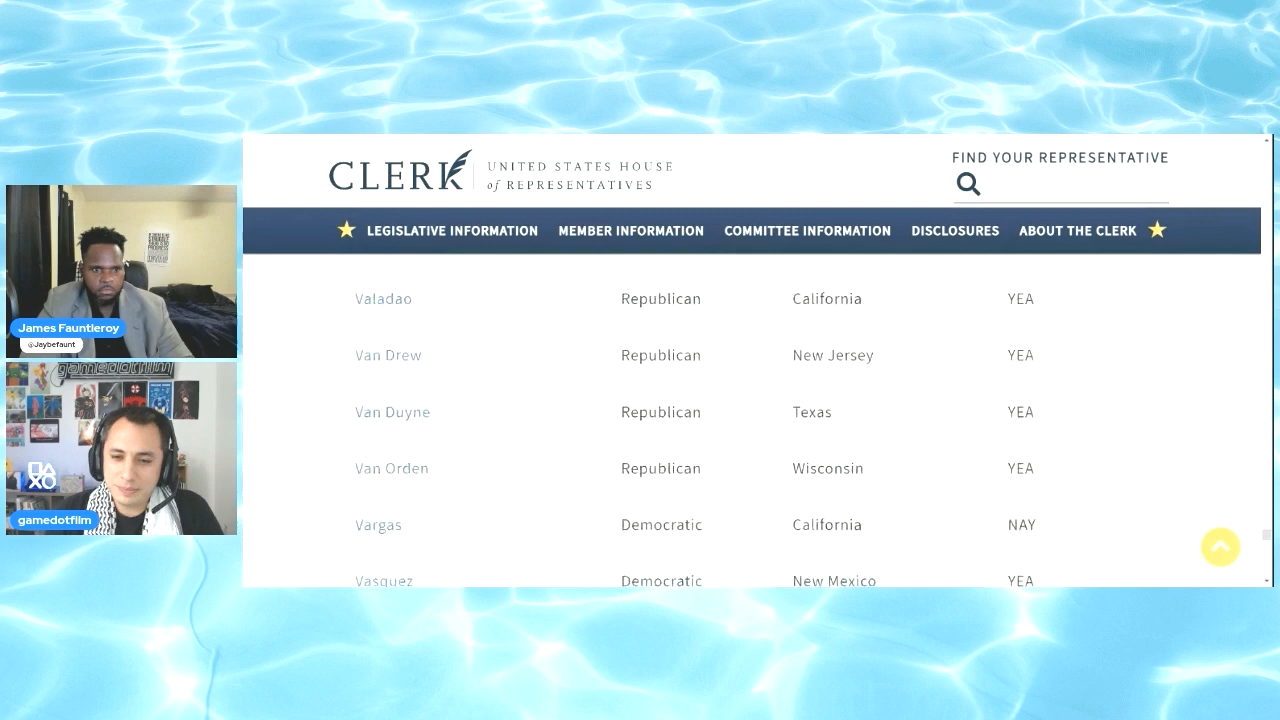 CLERK
UNITED STATES HOUSE
of REPRESENTATIVES
FIND YOUR REPRESENTATIVE
LEGISLATIVE INFORMATION MEMBER INFORMATION COMMITTEE INFORMATION DISCLOSURES ABOUT THE CLERK
Valadao Republican California YEA
Van Drew Republican New Jersey YEA
Van Duyne Republican Texas YEA
Van Orden Republican Wisconsin YEA
Vargas Democratic California NAY
Vasquez Democratic New Mexico YEA
James Fauntleroy
@Jaybefaunt
gamedotfilm
gamedotfilm